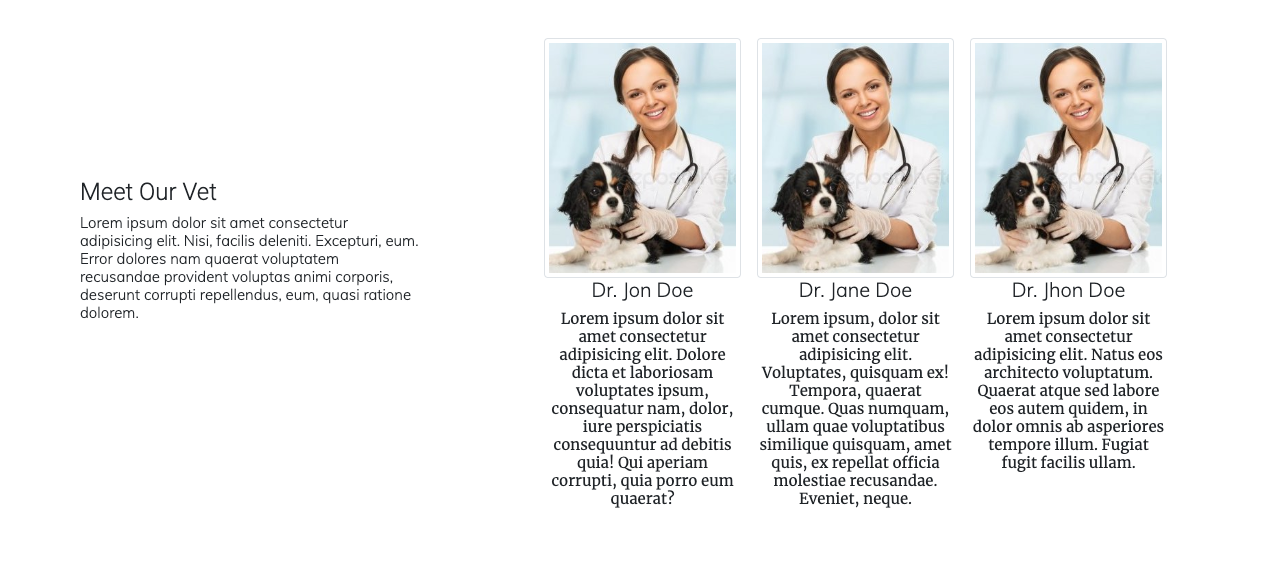 Meet Our Vet
Lorem ipsum dolor sit amet consectetur
adipisicing elit. Nisi, facilis deleniti. Excepturi, eum.
Error dolores nam quaerat voluptatem
recusandae provident voluptas animi corporis,
deserunt corrupti repellendus, eum, quasi ratione
dolorem.
Dr. Jon Doe
Lorem ipsum dolor sit
amet consectetur
adipisicing elit. Dolore
dicta et laboriosam
voluptates ipsum,
consequatur nam, dolor,
iure perspiciatis
consequuntur ad debitis
quia! Qui aperiam
corrupti, quia porro eum
quaerat?
Dr. Jane Doe
Lorem ipsum, dolor sit
amet consectetur
adipisicing elit.
Voluptates, quisquam ex!
Tempora, quaerat
cumque. Quas numquam,
ullam quae voluptatibus
similique quisquam, amet
quis, ex repellat officia
molestiae recusandae.
Eveniet, neque.
Dr. Jhon Doe
Lorem ipsum dolor sit
amet consectetur
adipisicing elit. Natus eos
architecto voluptatum.
Quaerat atque sed labore
eos autem quidem, in
dolor omnis ab asperiores
tempore illum. Fugiat
fugit facilis ullam.